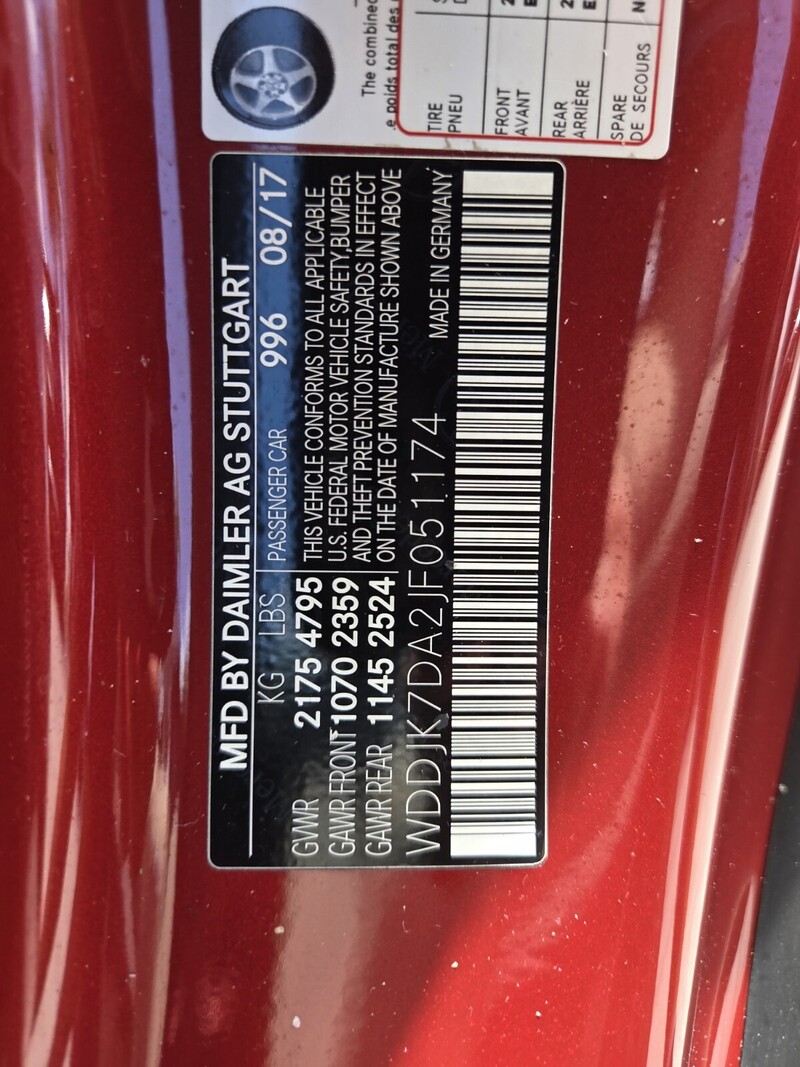 MFD BY DAIMLER AG STUTTGART
KG LBS PASSENGER CAR 996 08/17
GVWR 2175 4795
GAWR FRONT 1070 2359
GAWR REAR 1145 2524
THIS VEHICLE CONFORMS TO ALL APPLICABLE
U.S. FEDERAL MOTOR VEHICLE SAFETY,BUMPER
AND THEFT PREVENTION STANDARDS IN EFFECT
ON THE DATE OF MANUFACTURE SHOWN ABOVE
WDDJK7DA2JF051174 MADE IN GERMANY
The combined
e poids total des
TIRE
PNEU
FRONT
AVANT
REAR
ARRIÈRE
SPARE
DE SECOURS